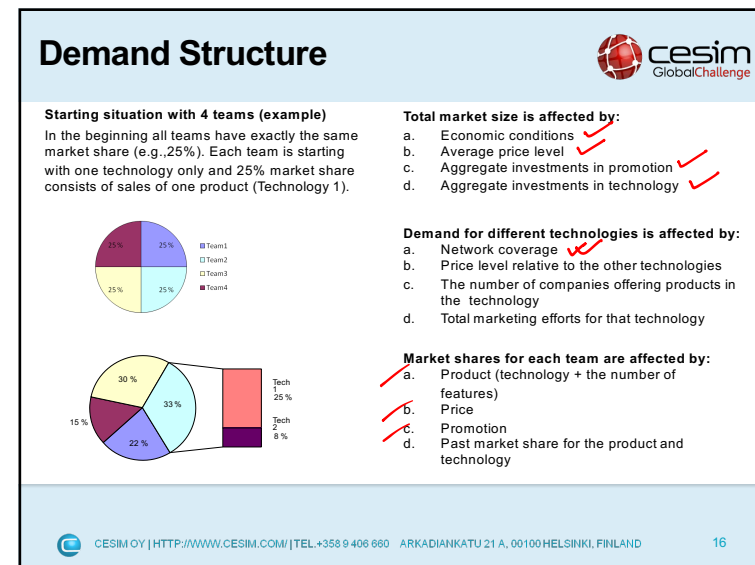 Demand Structure
cesim
GlobalChallenge
Starting situation with 4 teams (example)
In the beginning all teams have exactly the same
market share (e.g.,25%). Each team is starting
with one technology only and 25% market share
consists of sales of one product (Technology 1).
25 %
25 %
25 %
25 %
Team1
Team2
Team3
Team4
30 %
33 %
15 %
22 %
Tech
1
25 %
Tech
2
8 %
Total market size is affected by:
a. Economic conditions
b. Average price level
c. Aggregate investments in promotion
d. Aggregate investments in technology
Demand for different technologies is affected by:
a. Network coverage
b. Price level relative to the other technologies
c. The number of companies offering products in
the technology
d. Total marketing efforts for that technology
Market shares for each team are affected by:
a. Product (technology + the number of
features)
b. Price
c. Promotion
d. Past market share for the product and
technology
CESIM OY | HTTP://WWW.CESIM.COM/ | TEL.+358 9 406 660 ARKADIANKATU 21 A, 00100 HELSINKI, FINLAND
16